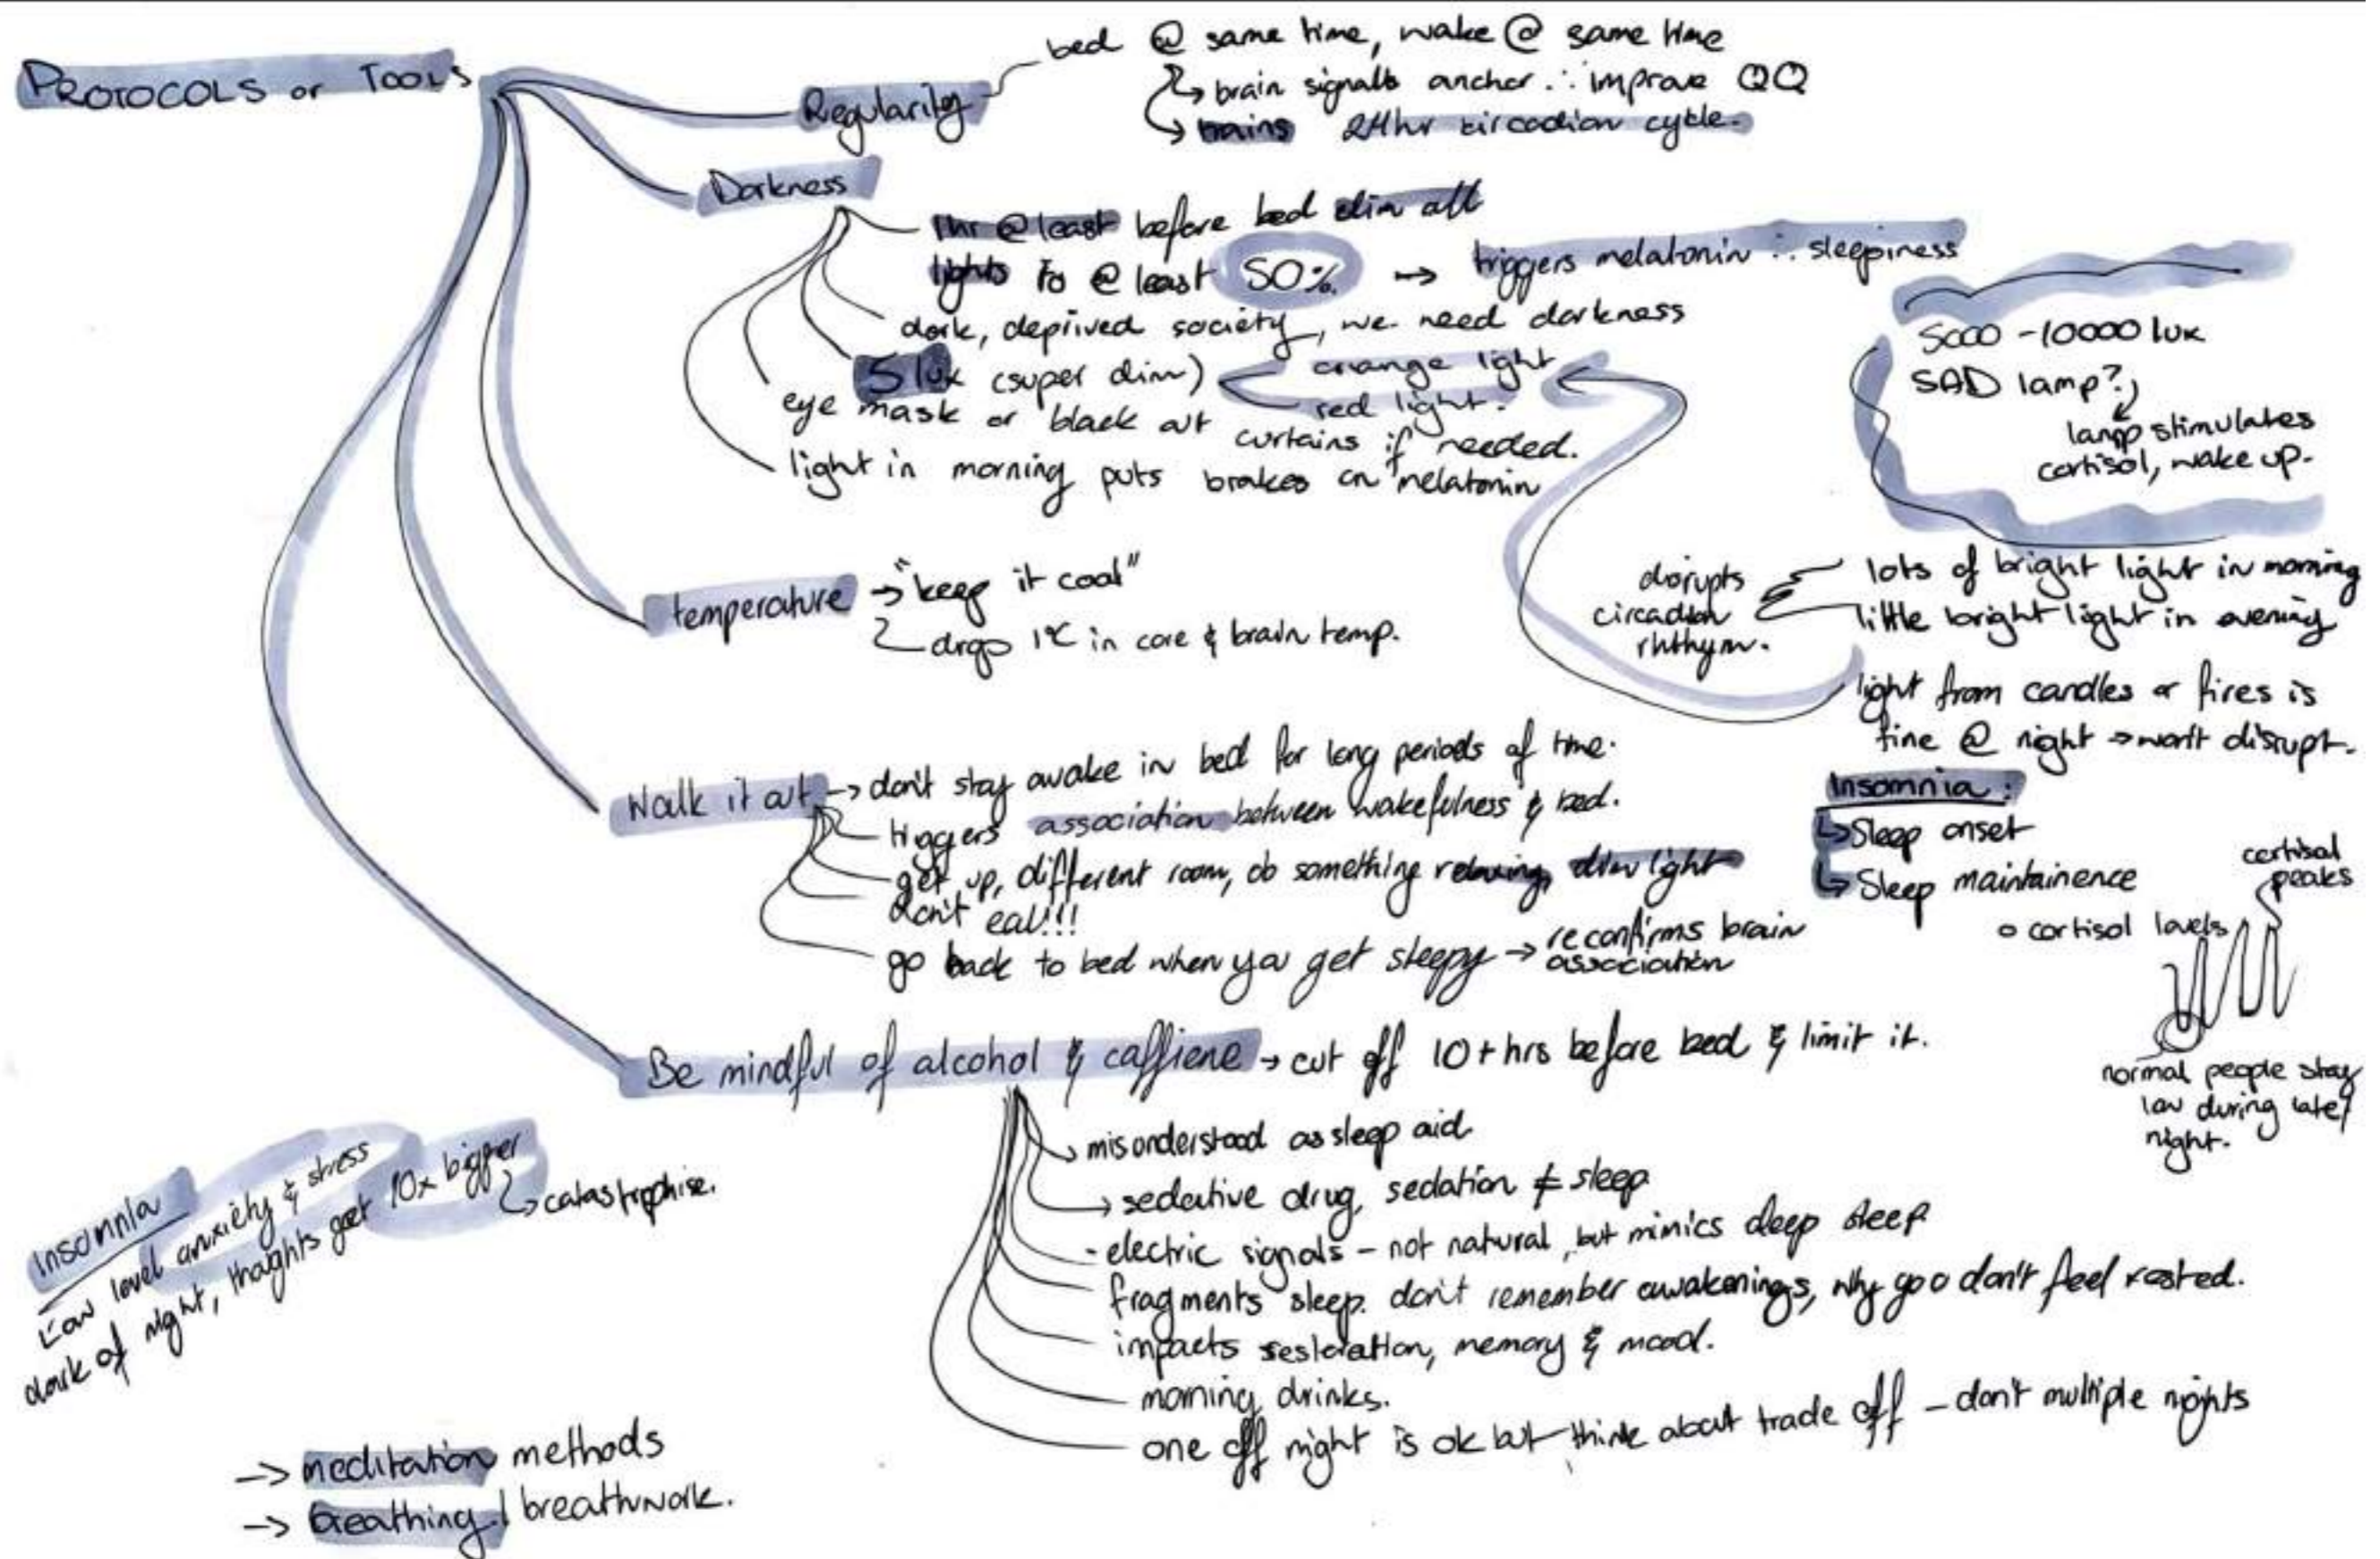 PROTOCOLS or TOOLS
Regularity
bed @ same time, wake @ same time
brain signalls anchor ∴ improve QQ
trains 24hr circadian cycle.
Darkness
1hr @ least before bed dim all
lights to @ least 50% → triggers melatonin ∴ sleepiness
dark, deprived society, we need darkness
5 lux (super dim)
orange light
red light.
eye mask or black out curtains if needed.
light in morning puts brakes on melatonin
5000 - 10000 lux
SAD lamp?
lamp stimulates
cortisol, wake up.
disrupts
circadian
rhthym.
lots of bright light in morning
little bright light in evening
light from candles or fires is
fine @ night → won't disrupt.
temperature → "keep it cool"
drops 1°C in core & brain temp.
Walk it out → don't stay awake in bed for long periods of time.
triggers association between wakefulness & bed.
get up, different room, do something relaxing, dim light
don't eat!!!
go back to bed when you get sleepy → reconfirms brain
association
Insomnia:
↳ Sleep onset
↳ Sleep maintainence
cortisol
peaks
o cortisol levels
normal people stay
low during late/
night.
Be mindful of alcohol & caffiene → cut off 10+hrs before bed & limit it.
misunderstood as sleep aid
→ sedative drug, sedation ≠ sleep
- electric signals - not natural, but mimics deep sleep
fragments sleep. don't remember awakenings, why you don't feel rested.
impacts restoration, memory & mood.
morning drinks.
one off night is ok but think about trade off - don't multiple nights
Insomnia
Low level anxiety & stress
dark of night, thoughts get 10x bigger
↳ catastrophise.
→ meditation methods
→ breathing / breathwork.